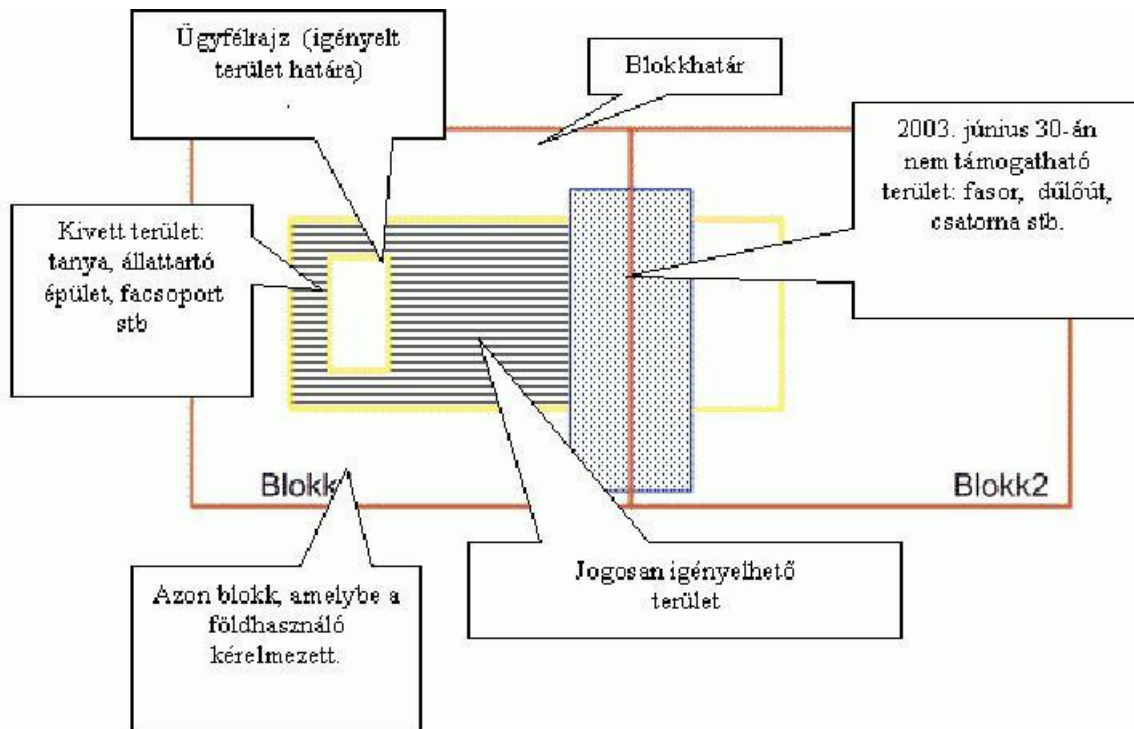 Ügyfélrajz (igényelt
terület határa)
.
Blokkhatár
2003. június 30-án
nem támogatható
terület: fasor, dűlőút,
csatorna stb.
Kivett terület:
tanya, állattartó
épület, facsoport
stb
Blokk
Blokk2
Jogosan igényelhető
terület
Azon blokk, amelybe a
földhasználó
kérelmezett.